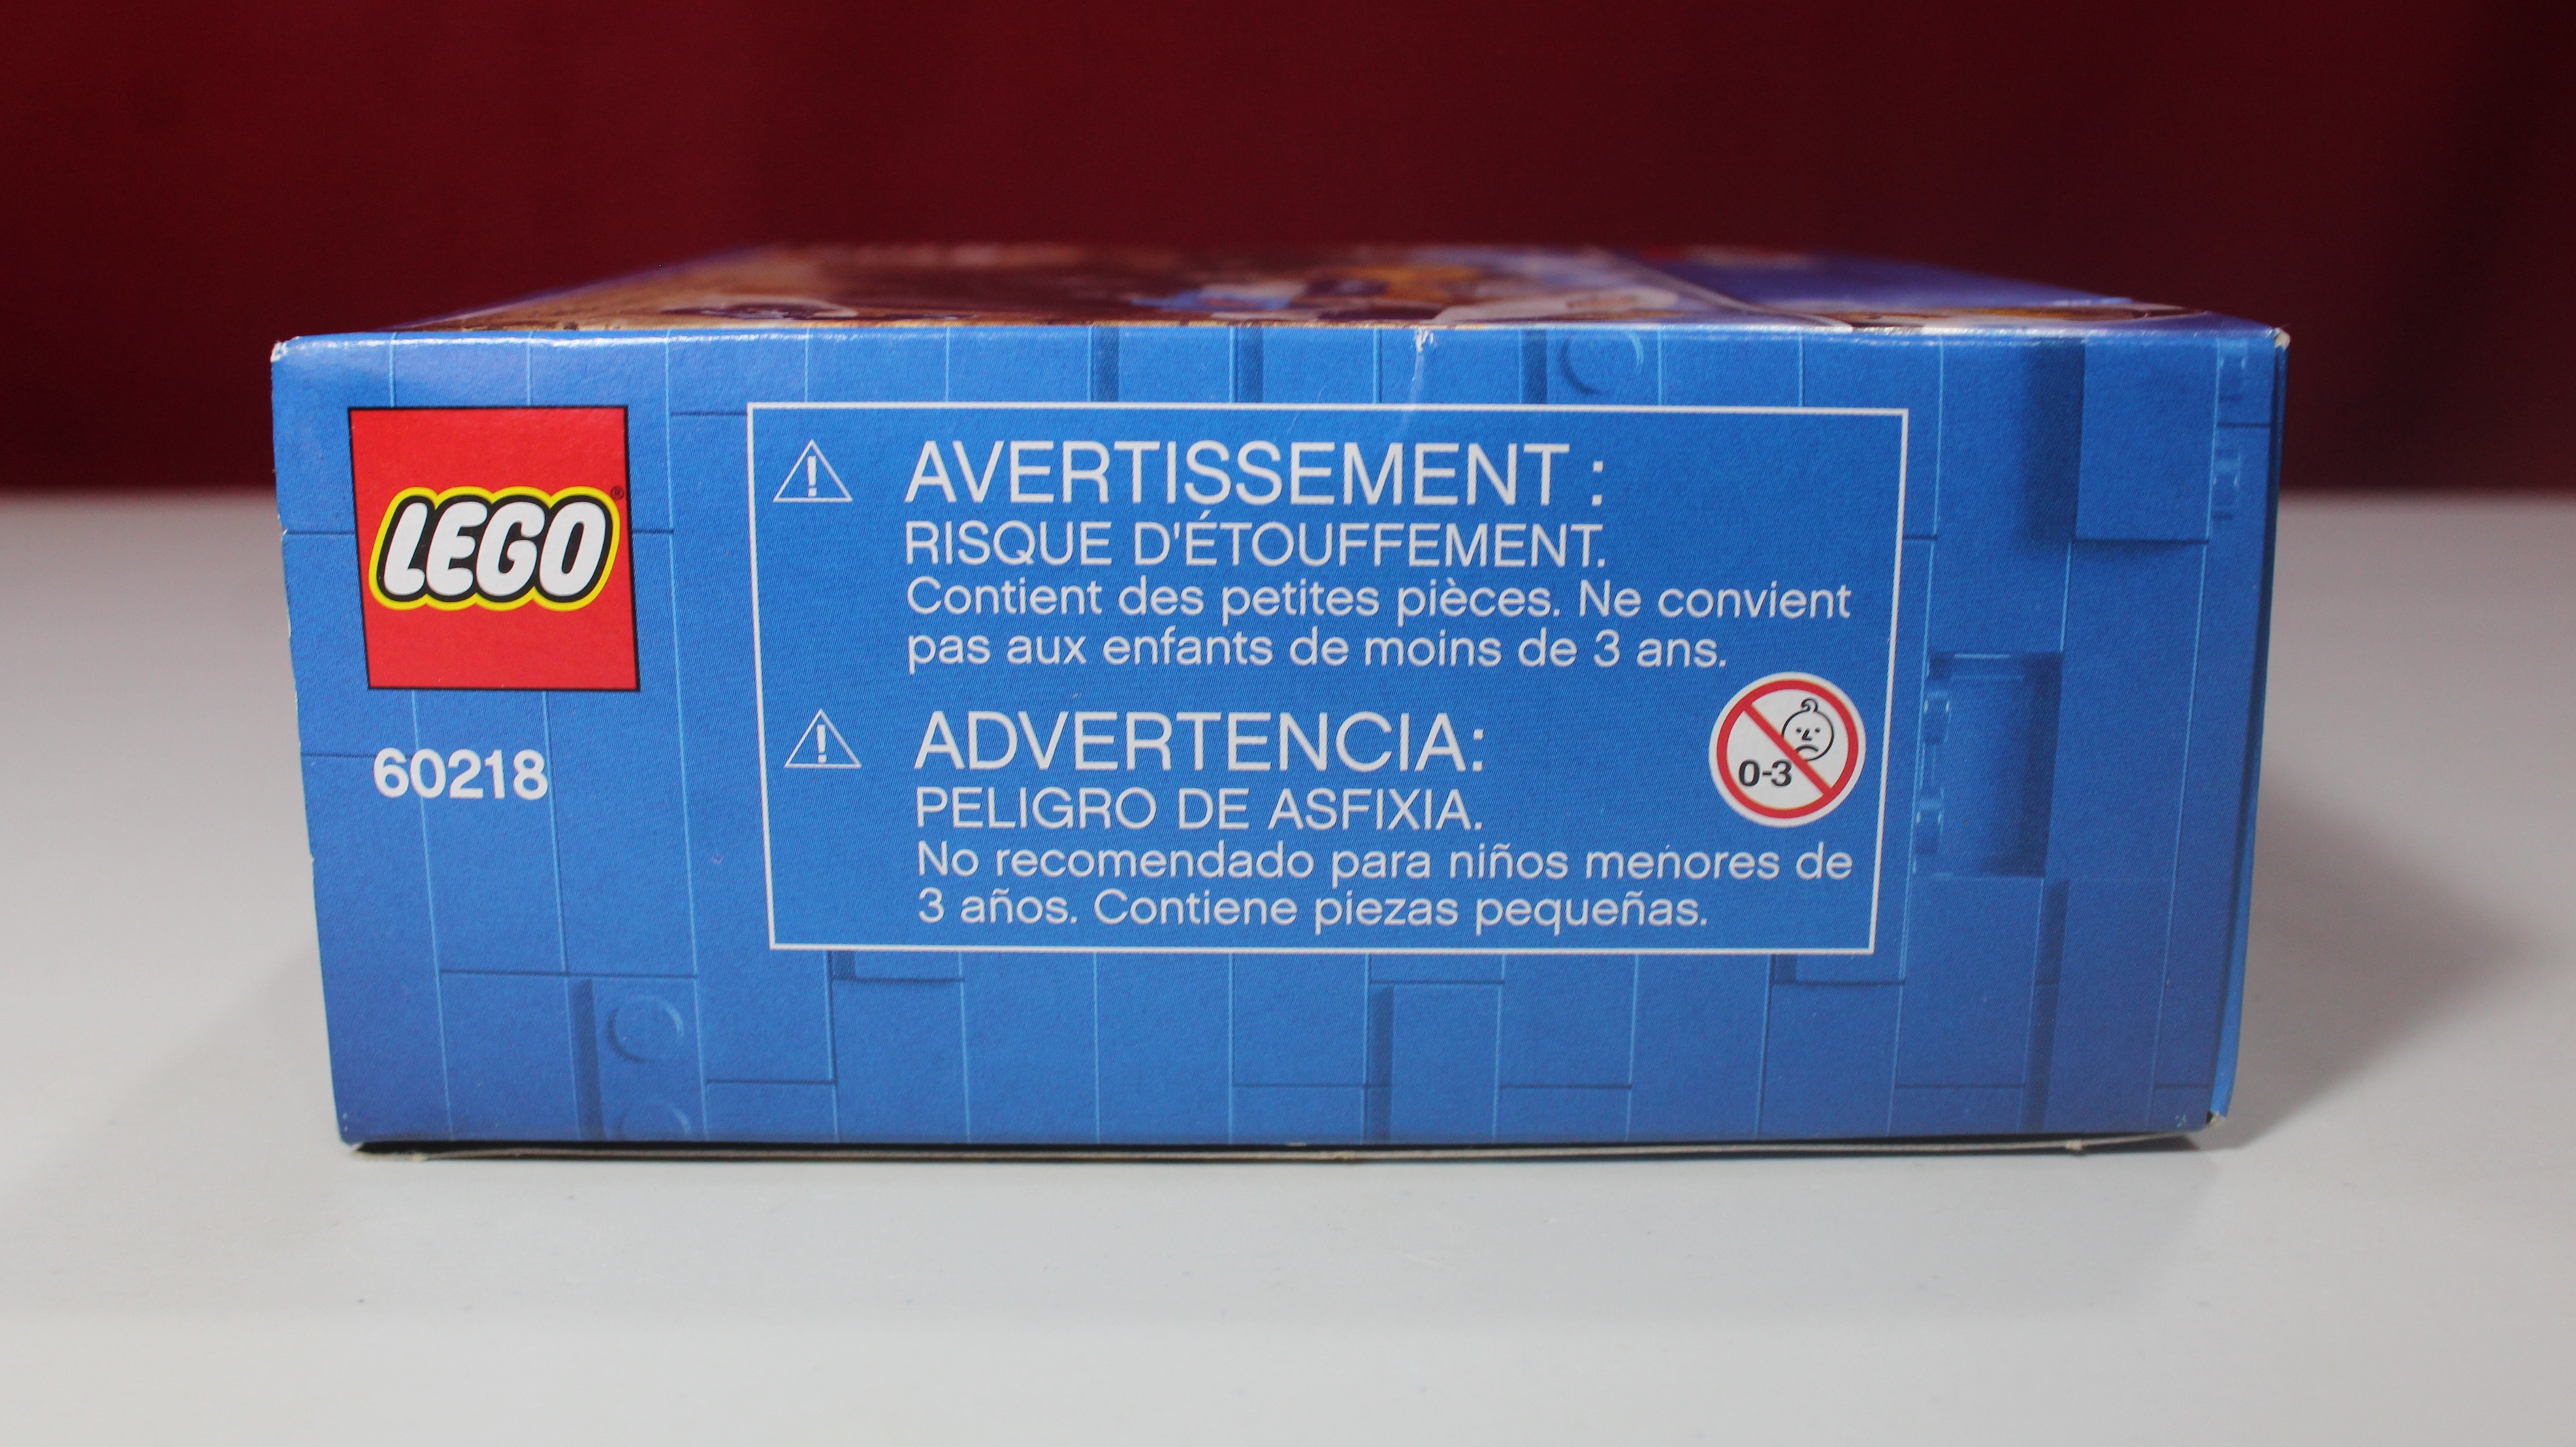 LEGO®
60218
AVERTISSEMENT :
RISQUE D'ÉTOUFFEMENT.
Contient des petites pièces. Ne convient
pas aux enfants de moins de 3 ans.
ADVERTENCIA:
PELIGRO DE ASFIXIA.
No recomendado para niños menores de
3 años. Contiene piezas pequeñas.
0-3